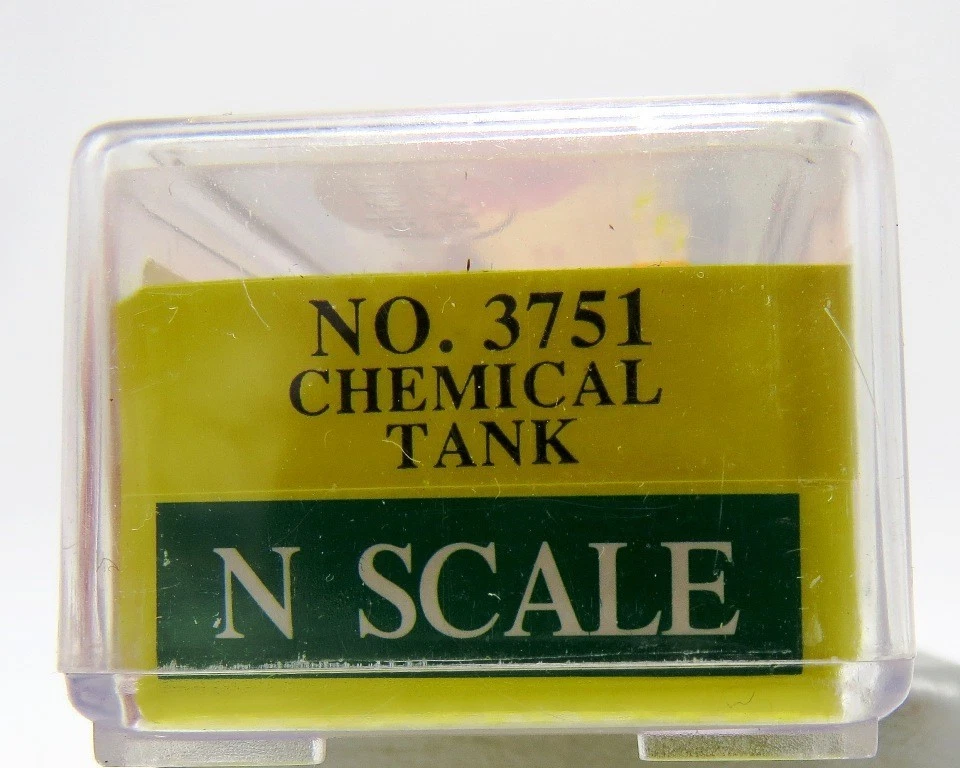 NO. 3751
CHEMICAL
TANK
N SCALE